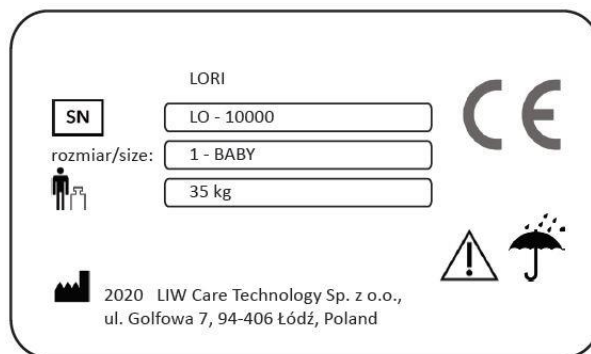 LORI
SN
LO - 10000
CE
rozmiar/size:
1 - BABY
35 kg
2020 LIW Care Technology Sp. z o.o.,
ul. Golfowa 7, 94-406 Łódź, Poland